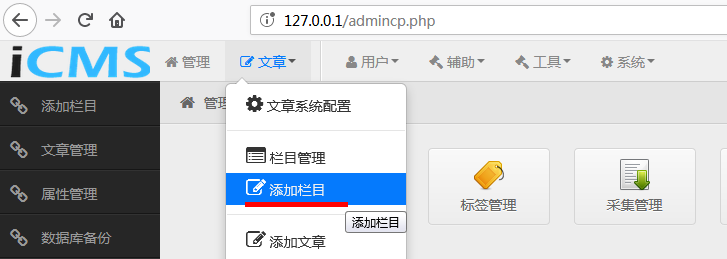 127.0.0.1/admincp.php
iCMS 管理 文章 用户 辅助 工具 系统
添加栏目
文章管理
属性管理
数据库备份
管理
文章系统配置
栏目管理
添加栏目
添加栏目
添加文章
标签管理
采集管理